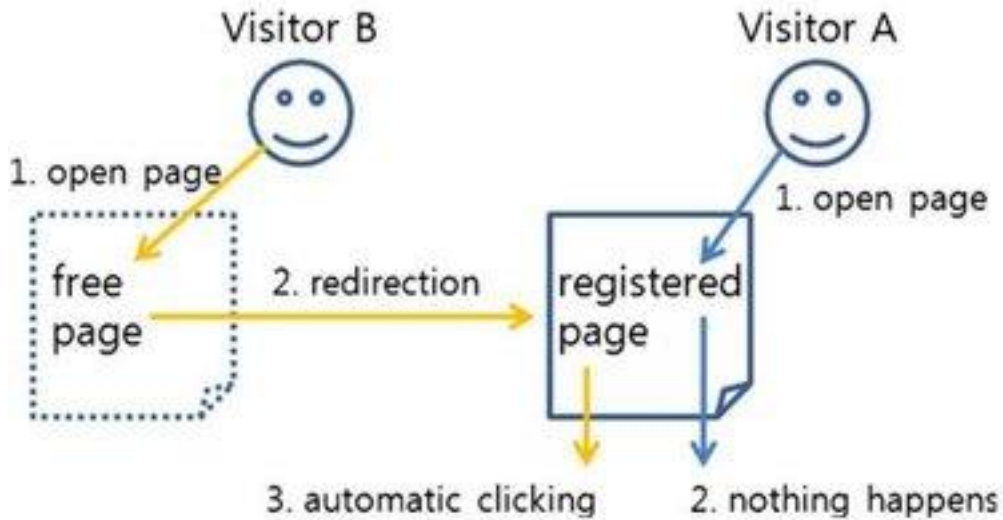 Visitor B
Visitor A
1. open page
1. open page
free
page
2. redirection
registered
page
3. automatic clicking
2. nothing happens